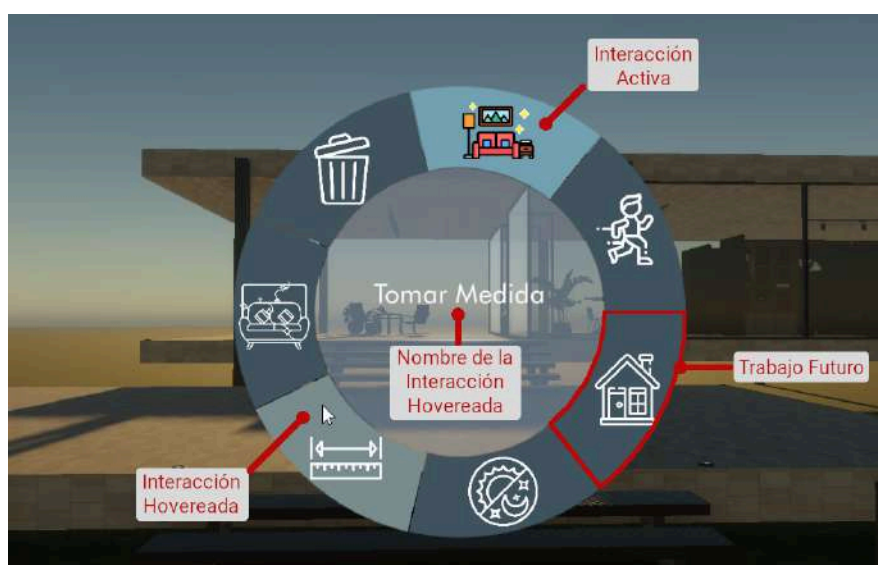 Interacción
Activa
Tomar Medida
Nombre de la
Interacción
Hovereada
Trabajo Futuro
Interacción
Hovereada